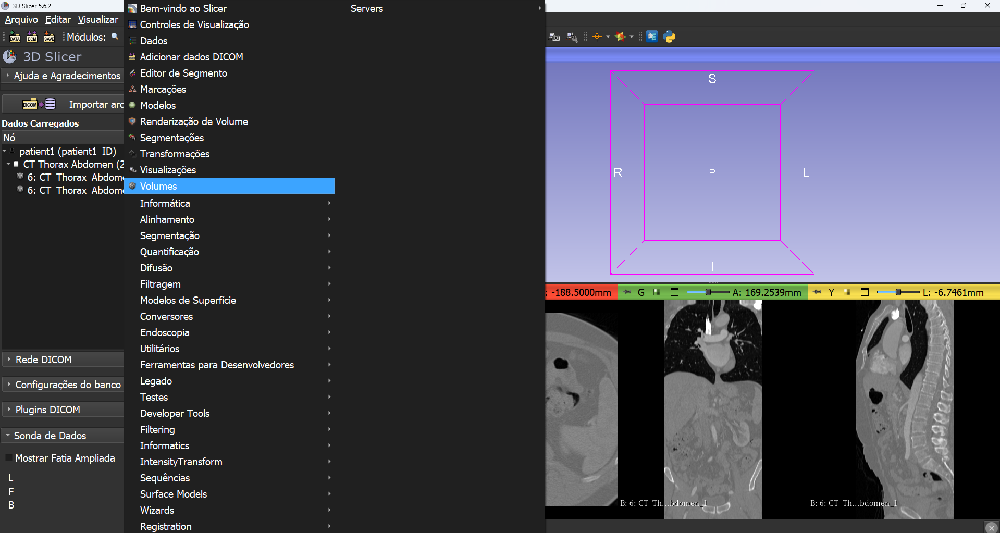 3D Slicer 5.6.2
Arquivo Editar Visualizar
DATA DCM SAVE Módulos:
3D Slicer
Ajuda e Agradecimentos
DICOM Importar arc
Dados Carregados
Nó
patient1 (patient1_ID)
CT Thorax Abdomen (2
6: CT_Thorax_Abdome
6: CT_Thorax_Abdome
Rede DICOM
Configurações do banco
Plugins DICOM
Sonda de Dados
Mostrar Fatia Ampliada
L
F
B
Bem-vindo ao Slicer
Controles de Visualização
Dados
Adicionar dados DICOM
Editor de Segmento
Marcações
Modelos
Renderização de Volume
Segmentações
Transformações
Visualizações
Volumes
Informática
Alinhamento
Segmentação
Quantificação
Difusão
Filtragem
Modelos de Superfície
Conversores
Endoscopia
Utilitários
Ferramentas para Desenvolvedores
Legado
Testes
Developer Tools
Filtering
Informatics
IntensityTransform
Sequências
Surface Models
Wizards
Registration
Servers
S
R P L
I
: -188.5000mm
G A: 169.2539mm
Y L: -6.7461mm
B: 6: CT_Th...bdomen_1
B: 6: CT_Th...bdomen_1